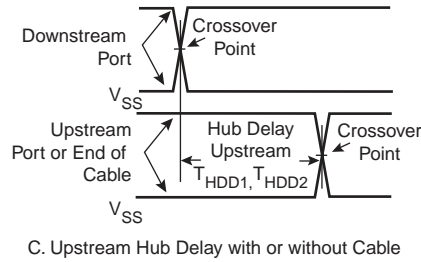 Downstream
Port
Crossover
Point
VSS
Upstream
Port or End of
Cable
Hub Delay
Upstream
THDD1, THDD2
Crossover
Point
VSS
C. Upstream Hub Delay with or without Cable